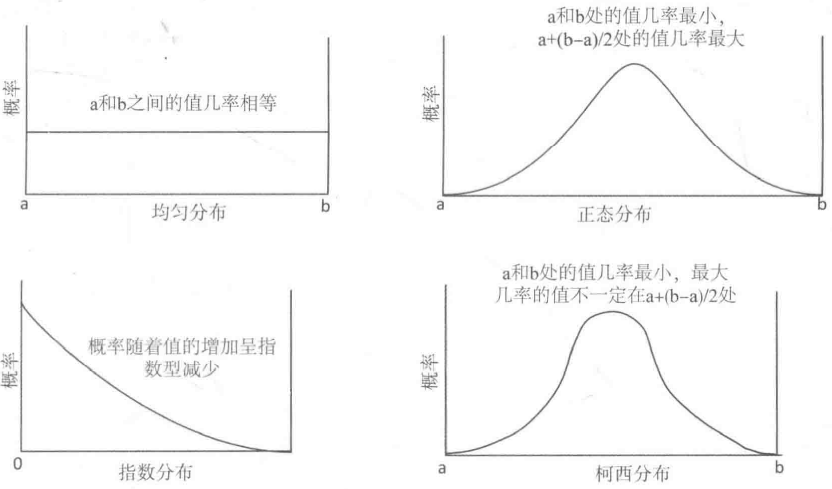 概率
a和b之间的值几率相等
a
b
均匀分布
a和b处的值几率最小，
a+(b−a)/2处的值几率最大
概率
a
b
正态分布
概率随着值的增加呈指
数型减少
概率
0
指数分布
a和b处的值几率最小，最大
几率的值不一定在a+(b−a)/2处
概率
a
b
柯西分布